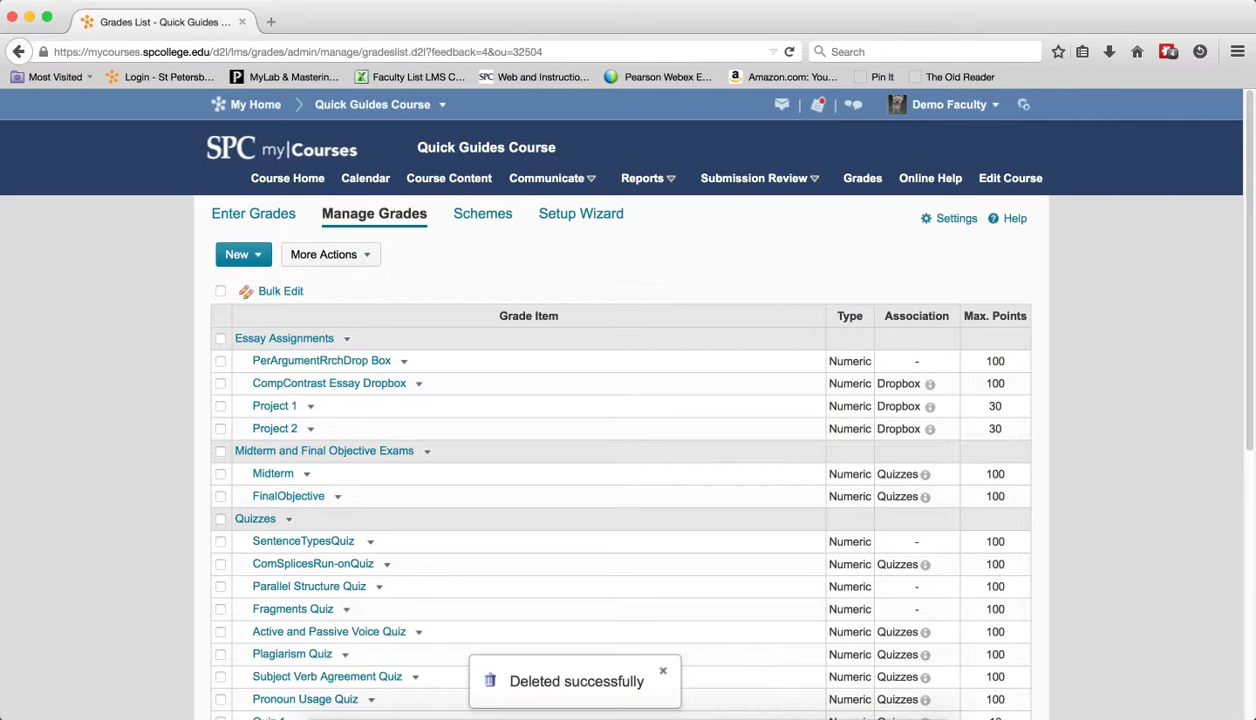 Grades List - Quick Guides ...
https://mycourses.spcollege.edu/d2l/lms/grades/admin/manage/gradeslist.d2l?feedback=4&ou=32504
Search
Most Visited
Login - St Petersb...
MyLab & Mastering...
Faculty List LMS C...
SPC Web and Instructio...
Pearson Webex E...
Amazon.com: You...
Pin It
The Old Reader
My Home
Quick Guides Course
Demo Faculty
SPC my|Courses
Quick Guides Course
Course Home Calendar Course Content Communicate Reports Submission Review Grades Online Help Edit Course
Enter Grades Manage Grades Schemes Setup Wizard
Settings Help
New More Actions
Bulk Edit
Grade Item Type Association Max. Points
Essay Assignments
PerArgumentRrchDrop Box Numeric - 100
CompContrast Essay Dropbox Numeric Dropbox 100
Project 1 Numeric Dropbox 30
Project 2 Numeric Dropbox 30
Midterm and Final Objective Exams
Midterm Numeric Quizzes 100
FinalObjective Numeric Quizzes 100
Quizzes
SentenceTypesQuiz Numeric - 100
ComSplicesRun-onQuiz Numeric Quizzes 100
Parallel Structure Quiz Numeric - 100
Fragments Quiz Numeric - 100
Active and Passive Voice Quiz Numeric Quizzes 100
Plagiarism Quiz Numeric Quizzes 100
Subject Verb Agreement Quiz Numeric Quizzes 100
Pronoun Usage Quiz Numeric Quizzes 100
Deleted successfully